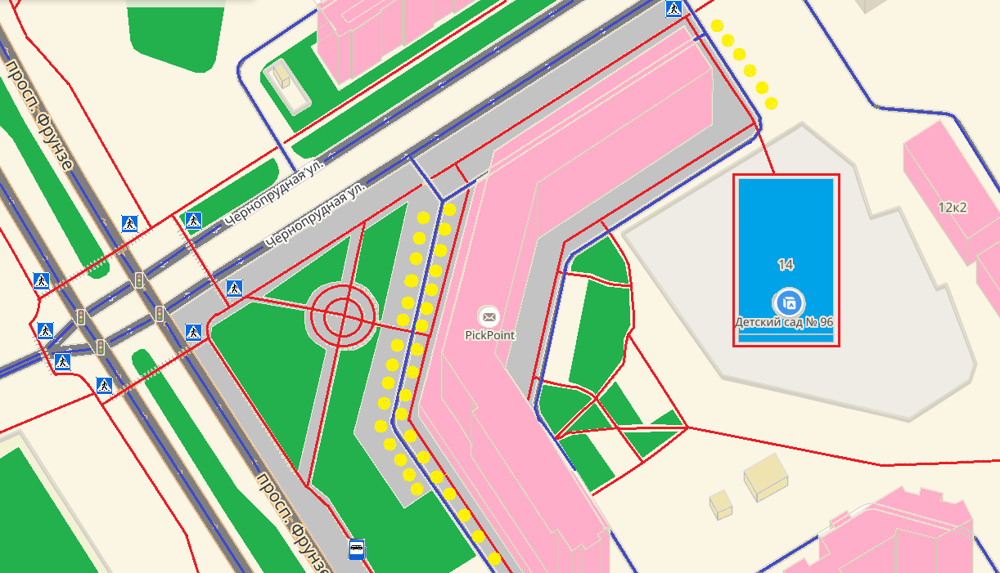 просп. Фрунзе
Чернопрудная ул.
Чернопрудная ул.
12к2
14
PickPoint
Детский сад № 96
просп. Фрунзе